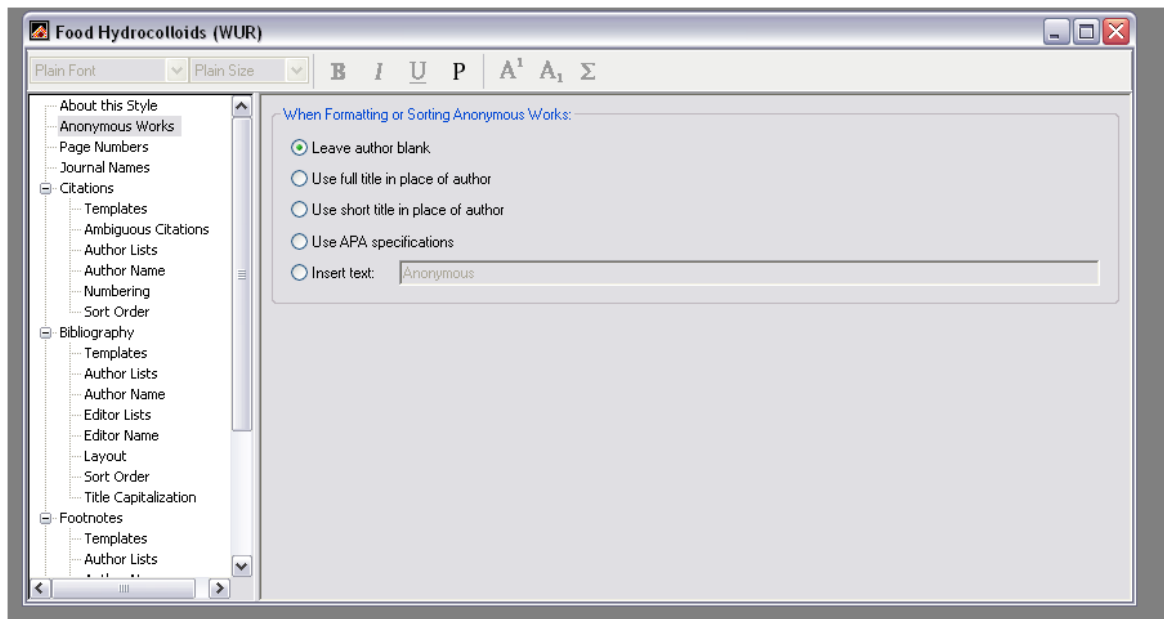 Food Hydrocolloids (WUR)
Plain Font Plain Size B I U P A¹ A₁ Σ
About this Style
Anonymous Works
Page Numbers
Journal Names
Citations
Templates
Ambiguous Citations
Author Lists
Author Name
Numbering
Sort Order
Bibliography
Templates
Author Lists
Author Name
Editor Lists
Editor Name
Layout
Sort Order
Title Capitalization
Footnotes
Templates
Author Lists
When Formatting or Sorting Anonymous Works:
Leave author blank
Use full title in place of author
Use short title in place of author
Use APA specifications
Insert text: Anonymous